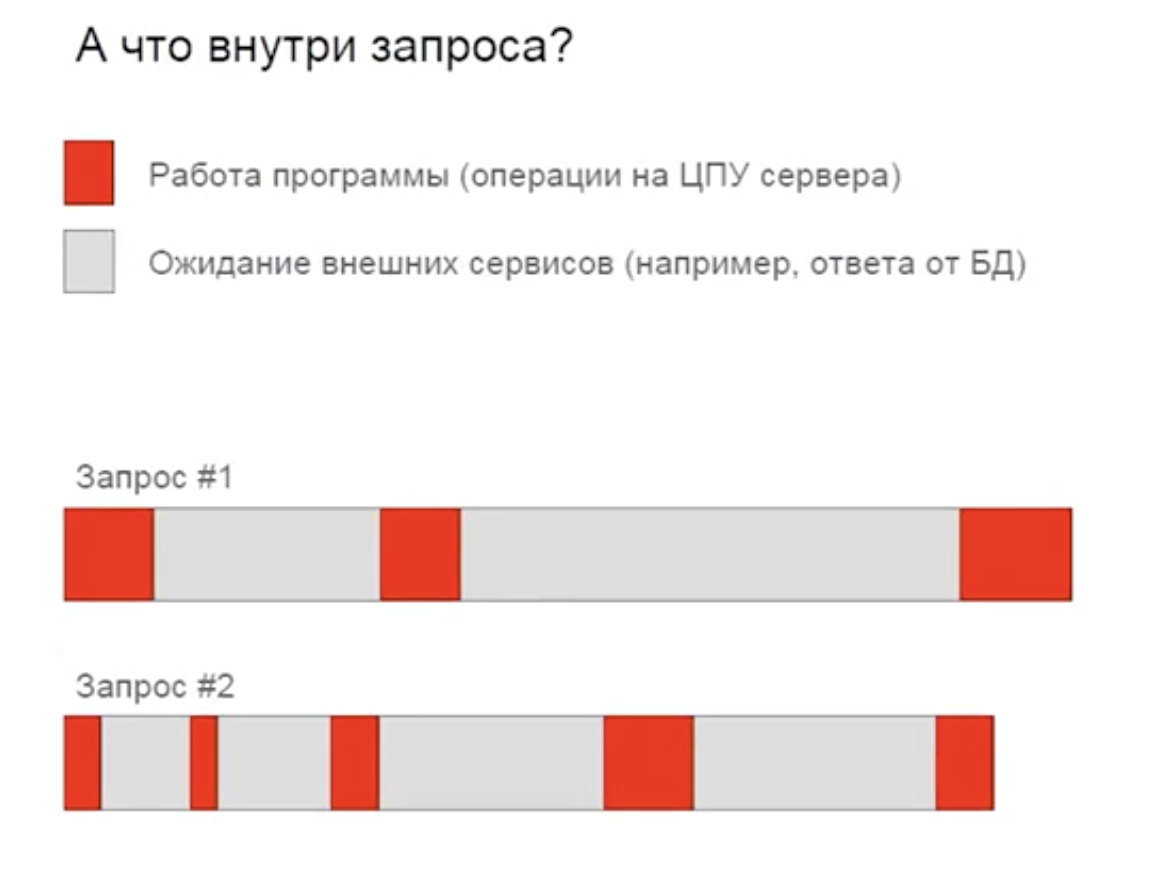 А что внутри запроса?
Работа программы (операции на ЦПУ сервера)
Ожидание внешних сервисов (например, ответа от БД)
Запрос #1
Запрос #2